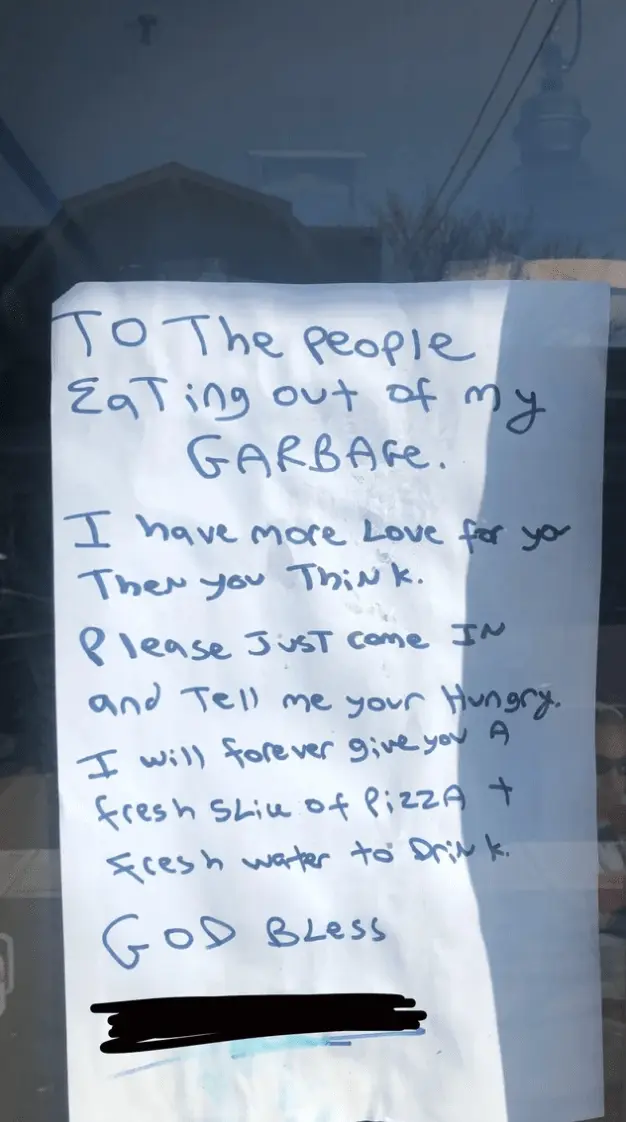 To The people
EaTing out of my
GARBAGe.
I have more Love for you
Then you Think.
Please JusT come IN
and Tell me your Hungry.
I will forever give you A
fresh SLice of PizzA +
fresh water to DriNk.
GOD BLess